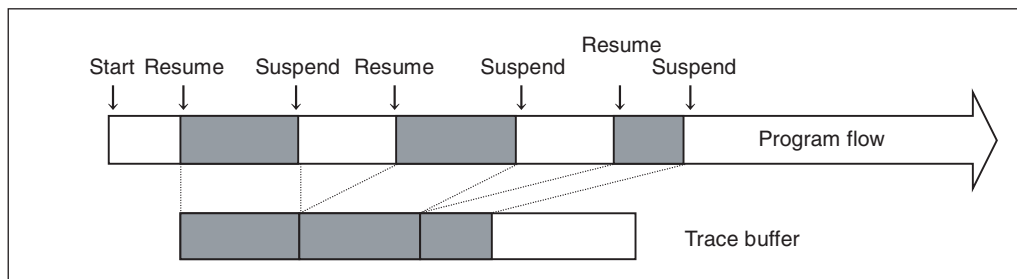 Start Resume Suspend Resume Suspend Resume Suspend
Program flow
Trace buffer